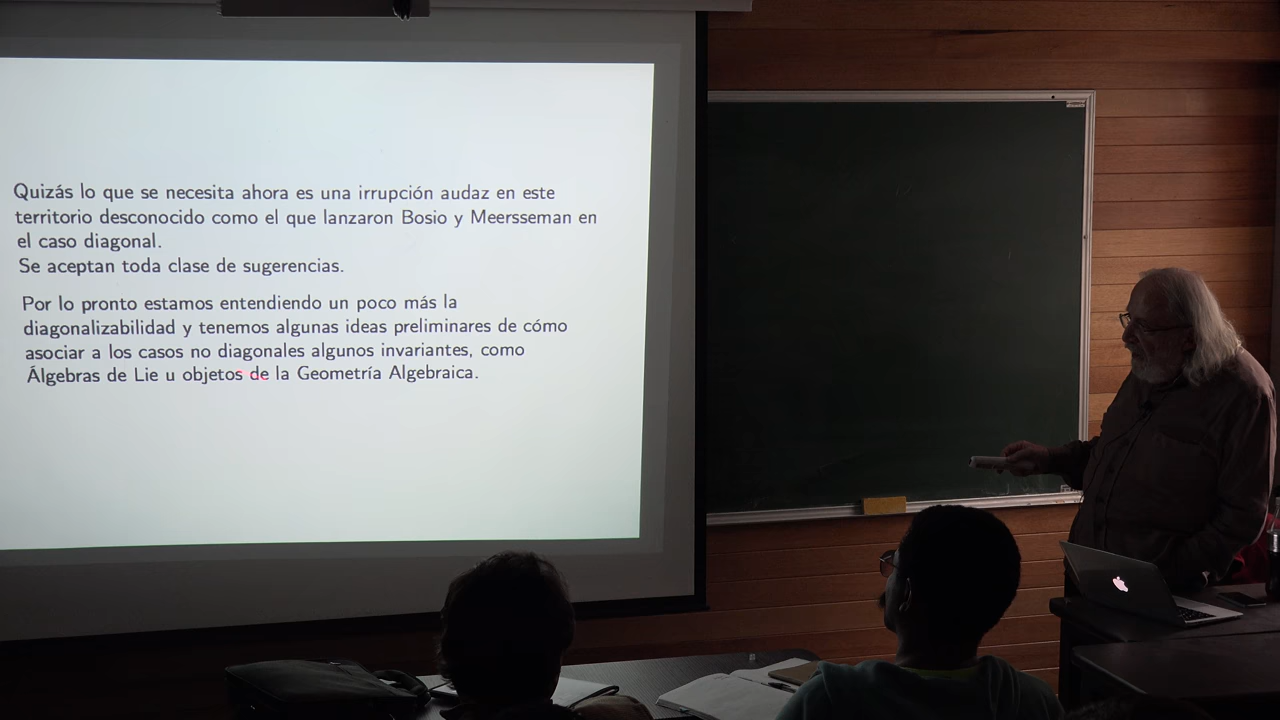 Quizás lo que se necesita ahora es una irrupción audaz en este
territorio desconocido como el que lanzaron Bosio y Meersseman en
el caso diagonal.
Se aceptan toda clase de sugerencias.
Por lo pronto estamos entendiendo un poco más la
diagonalizabilidad y tenemos algunas ideas preliminares de cómo
asociar a los casos no diagonales algunos invariantes, como
Álgebras de Lie u objetos de la Geometría Algebraica.